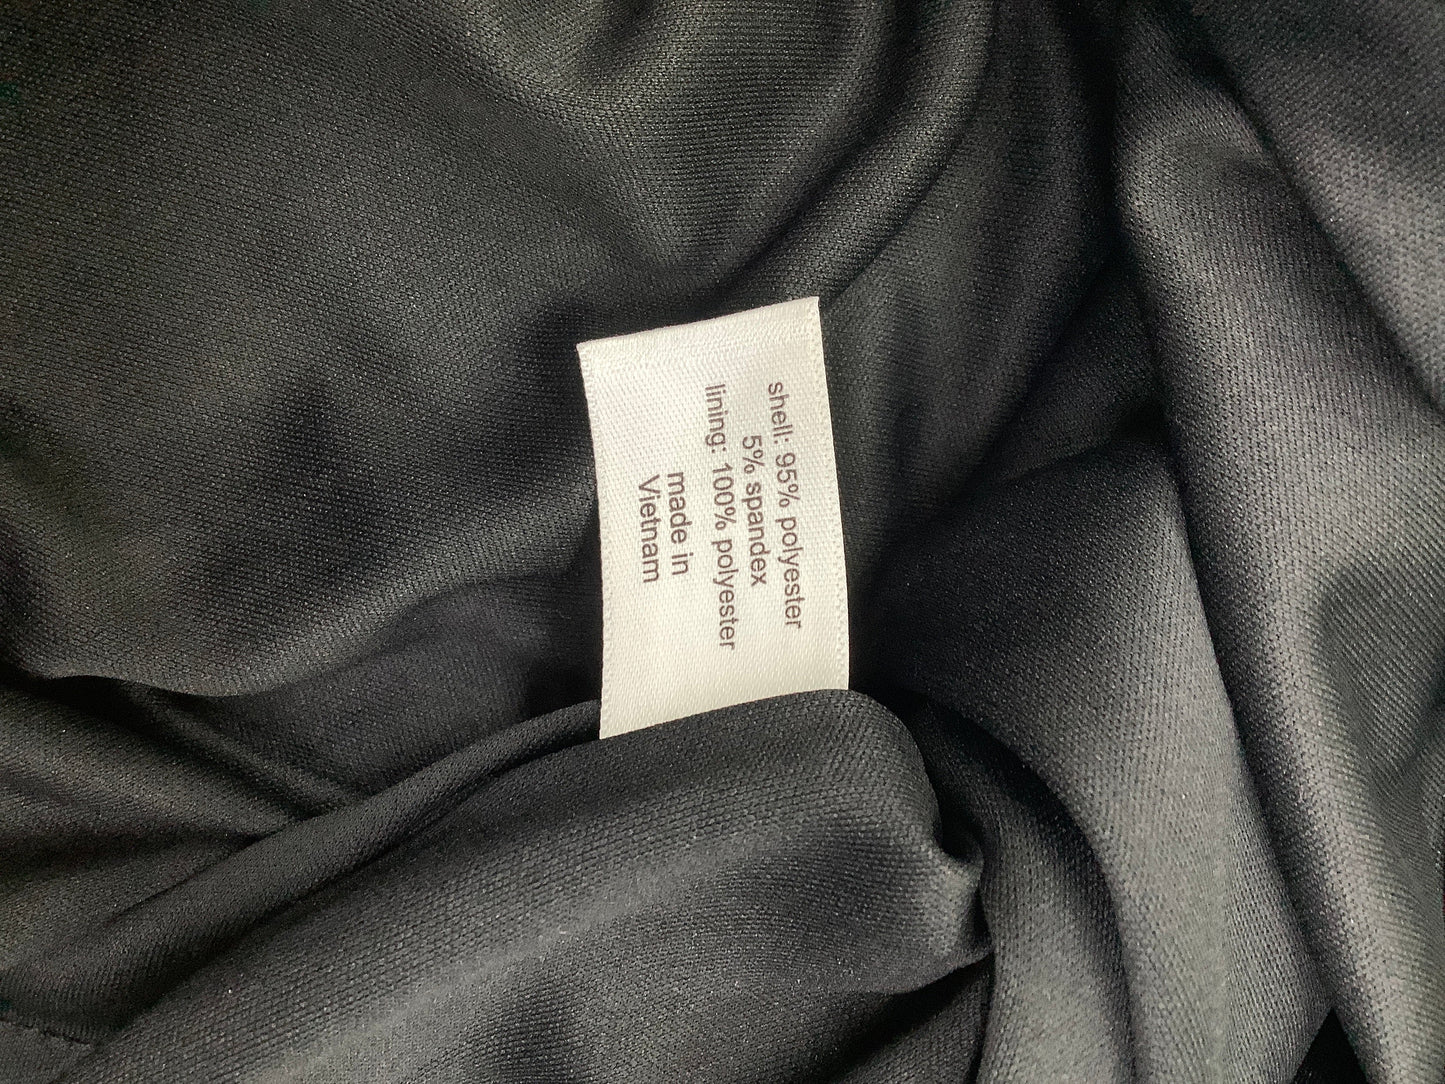 shell: 95% polyester
5% spandex
lining: 100% polyester
made in
Vietnam